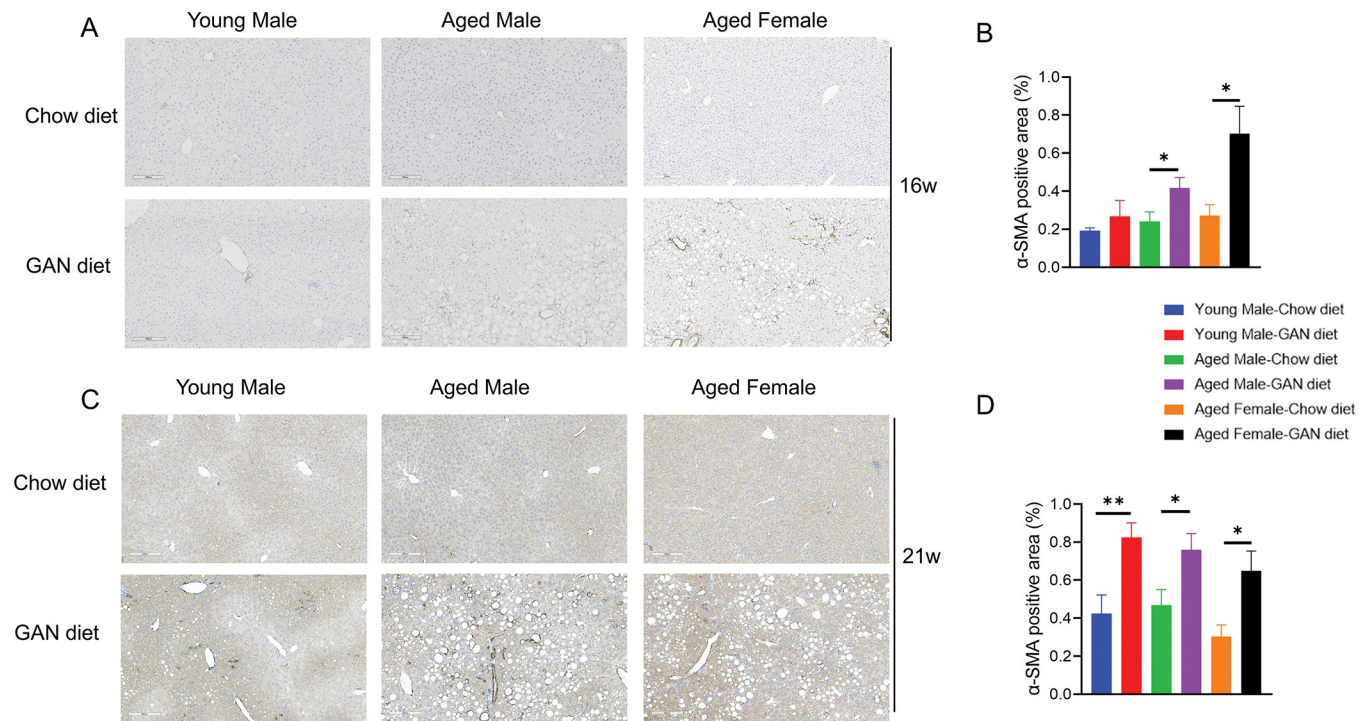 A
Young Male
Aged Male
Aged Female
Chow diet
GAN diet
16w
B
α-SMA positive area (%)
1.0
0.8
0.6
0.4
0.2
0.0
*
*
Young Male-Chow diet
Young Male-GAN diet
Aged Male-Chow diet
Aged Male-GAN diet
Aged Female-Chow diet
Aged Female-GAN diet
C
Young Male
Aged Male
Aged Female
Chow diet
GAN diet
21w
D
α-SMA positive area (%)
1.0
0.8
0.6
0.4
0.2
0.0
**
*
*